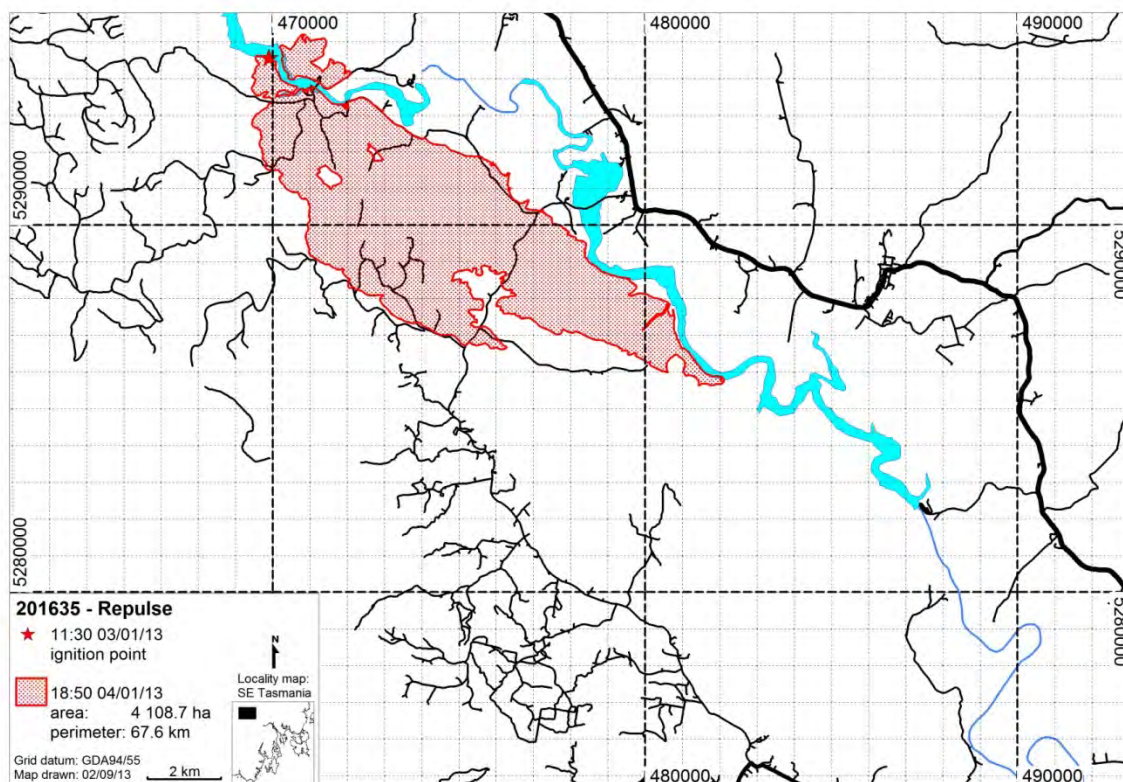 470000
480000
490000
5290000
5290000
5280000
5280000
201635 - Repulse
11:30 03/01/13
ignition point
18:50 04/01/13
area: 4 108.7 ha
perimeter: 67.6 km
Grid datum: GDA94/55
Map drawn: 02/09/13
2 km
N
Locality map:
SE Tasmania
480000
490000